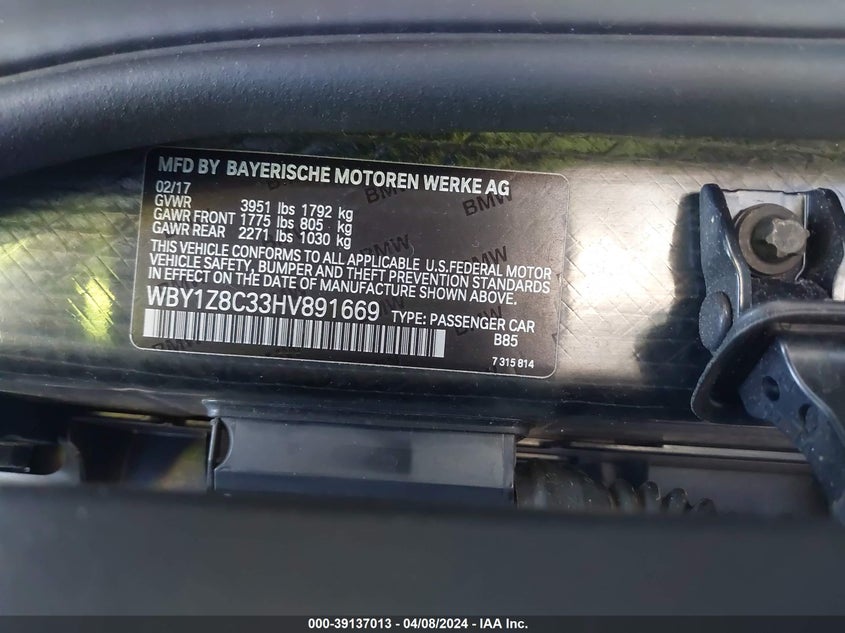 MFD BY BAYERISCHE MOTOREN WERKE AG
02/17
GVWR 3951 lbs 1792 kg
GAWR FRONT 1775 lbs 805 kg
GAWR REAR 2271 lbs 1030 kg
THIS VEHICLE CONFORMS TO ALL APPLICABLE U.S.FEDERAL MOTOR
VEHICLE SAFETY, BUMPER AND THEFT PREVENTION STANDARDS
IN EFFECT ON DATE OF MANUFACTURE SHOWN ABOVE.
WBY1Z8C33HV891669 TYPE: PASSENGER CAR
B85
7 315 814
000-39137013 - 04/08/2024 - IAA Inc.